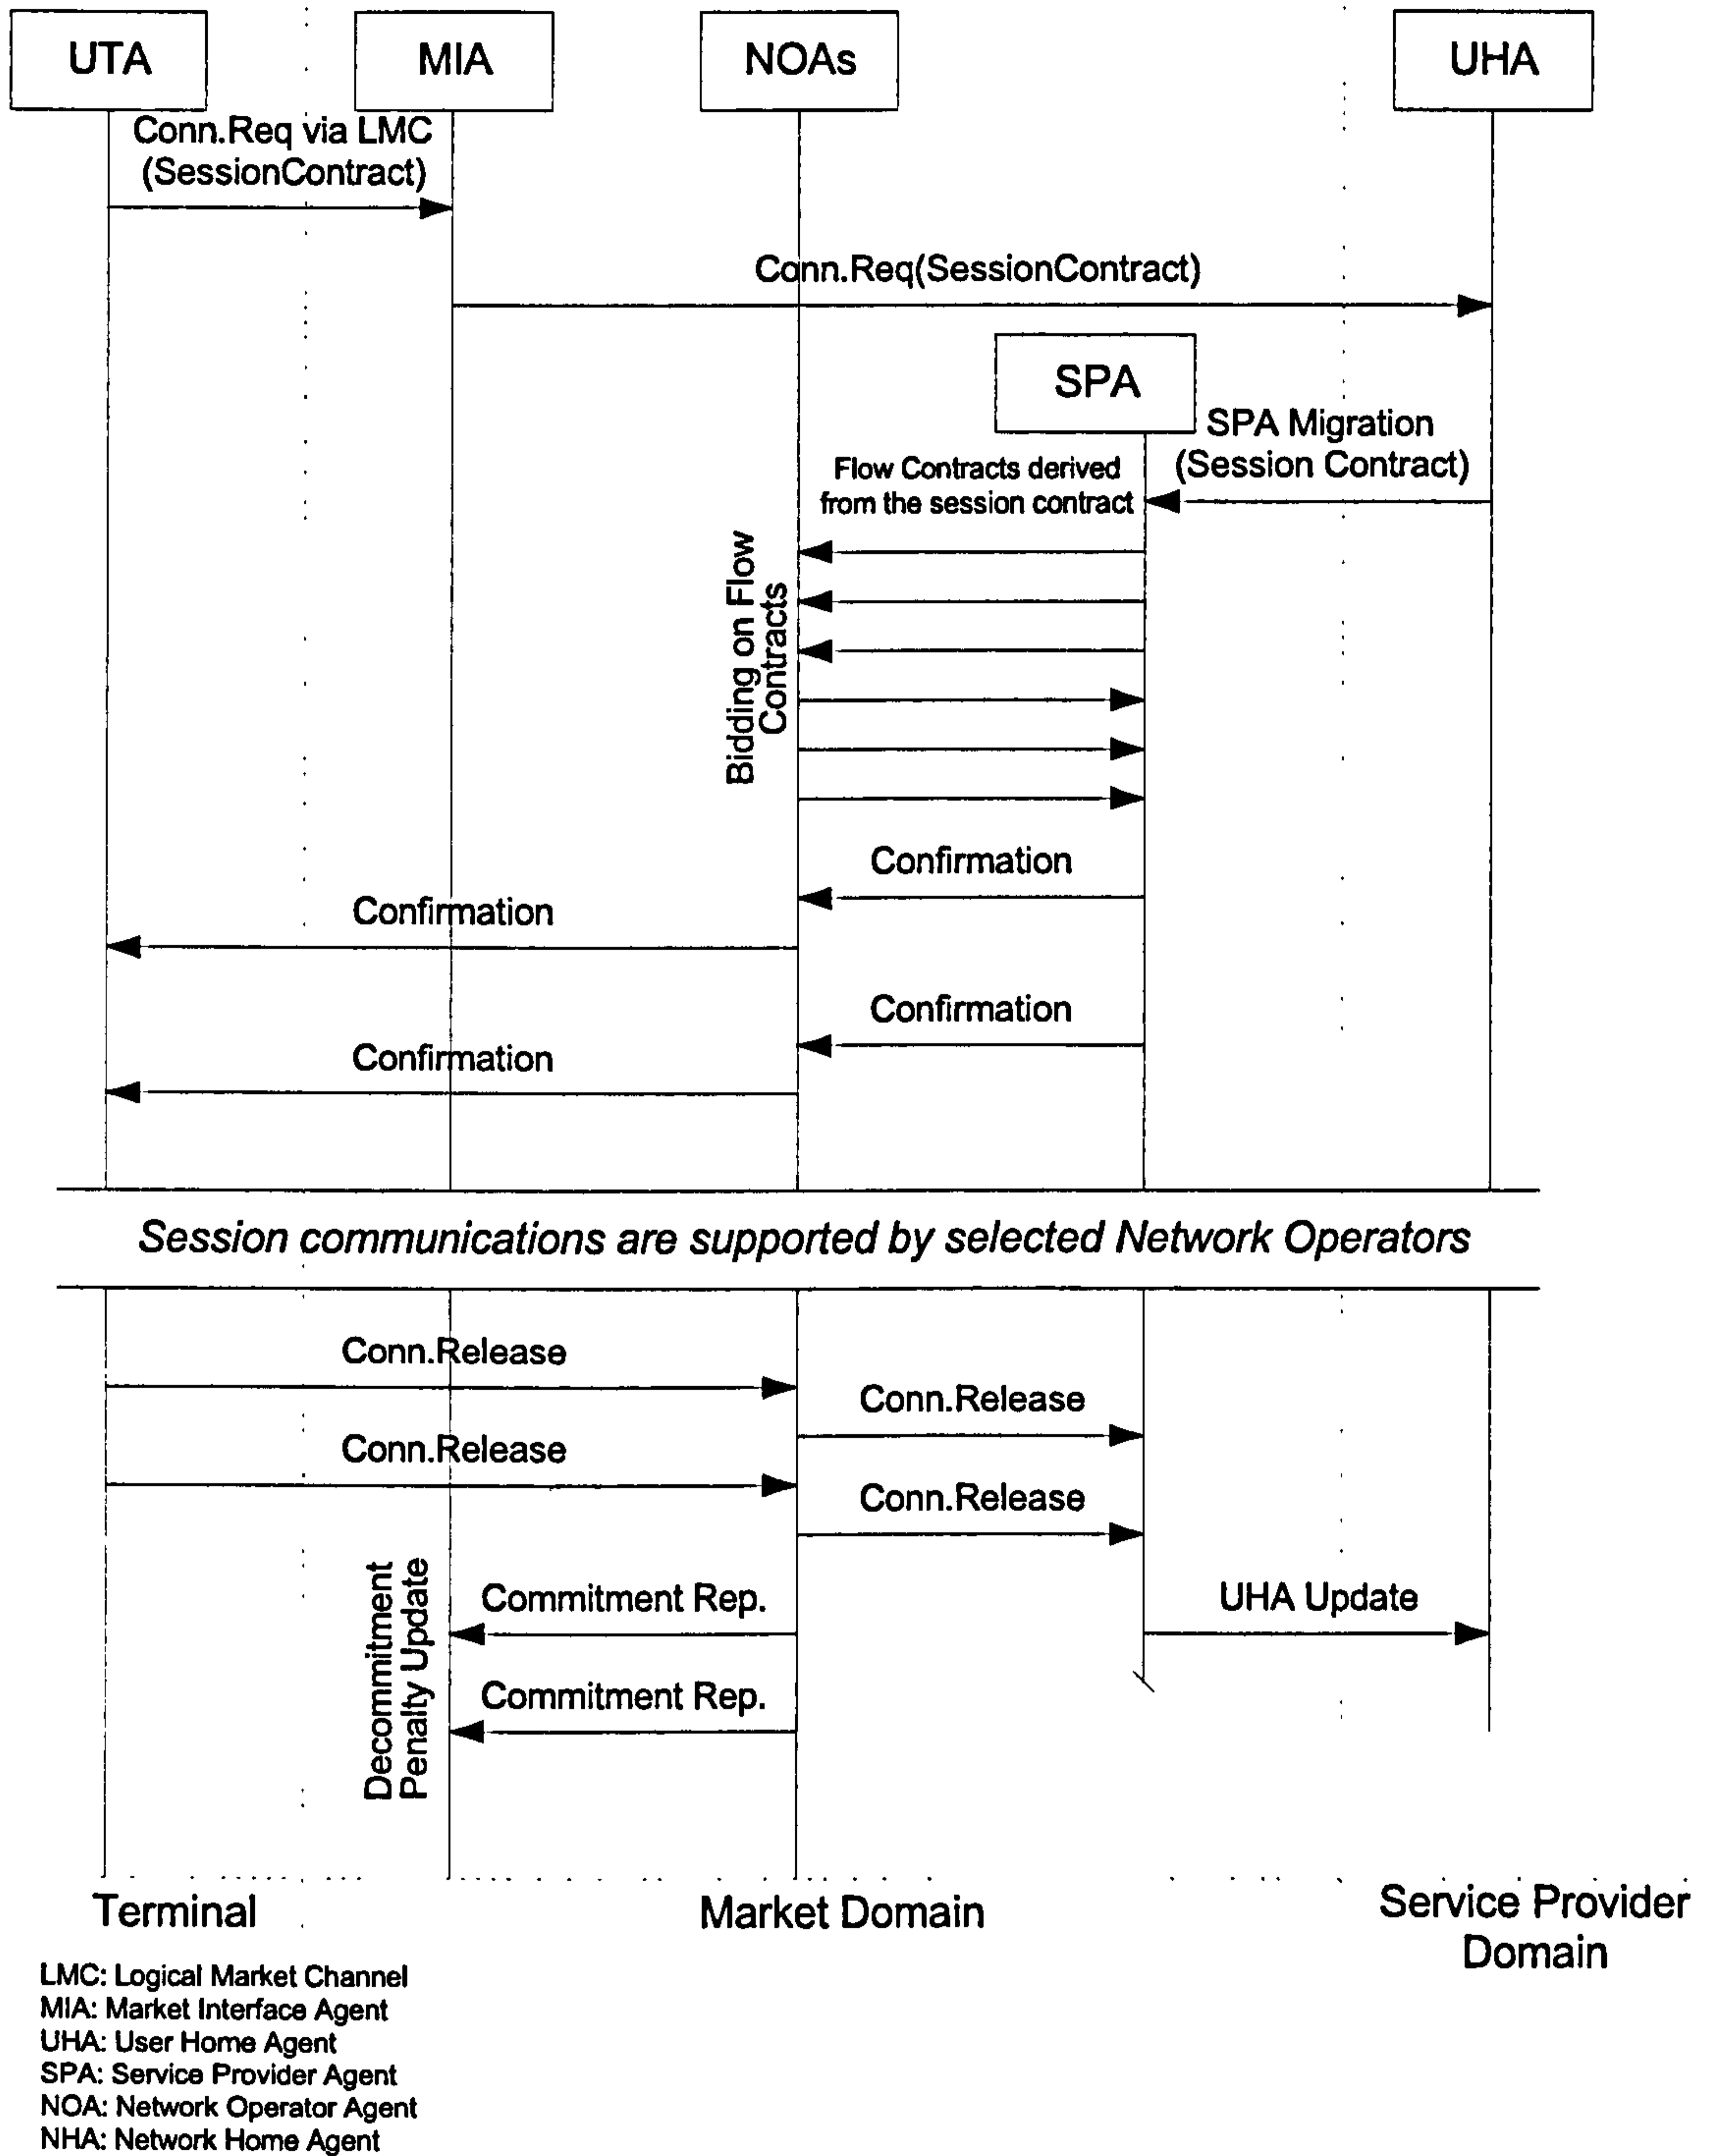 UTA
MIA
NOAs
UHA
Conn.Req via LMC
(SessionContract)
Conn.Req(SessionContract)
SPA
SPA Migration
(Session Contract)
Flow Contracts derived
from the session contract
Bidding on Flow
Contracts
Confirmation
Confirmation
Confirmation
Confirmation
Session communications are supported by selected Network Operators
Conn.Release
Conn.Release
Conn.Release
Conn.Release
Decommitment
Penalty Update
Commitment Rep.
UHA Update
Commitment Rep.
Terminal
Market Domain
Service Provider
Domain
LMC: Logical Market Channel
MIA: Market Interface Agent
UHA: User Home Agent
SPA: Service Provider Agent
NOA: Network Operator Agent
NHA: Network Home Agent